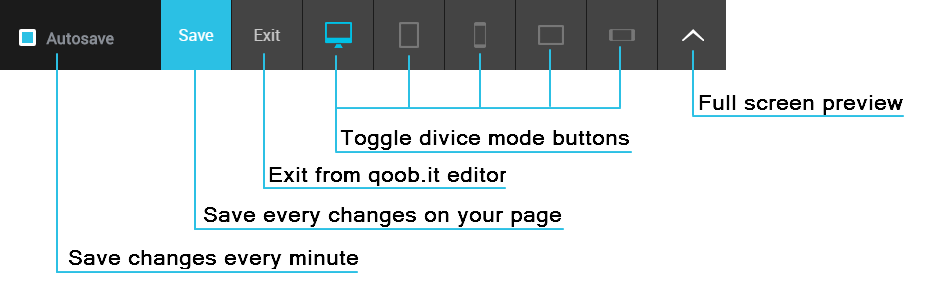 Autosave
Save
Exit
Full screen preview
Toggle divice mode buttons
Exit from qoob.it editor
Save every changes on your page
Save changes every minute